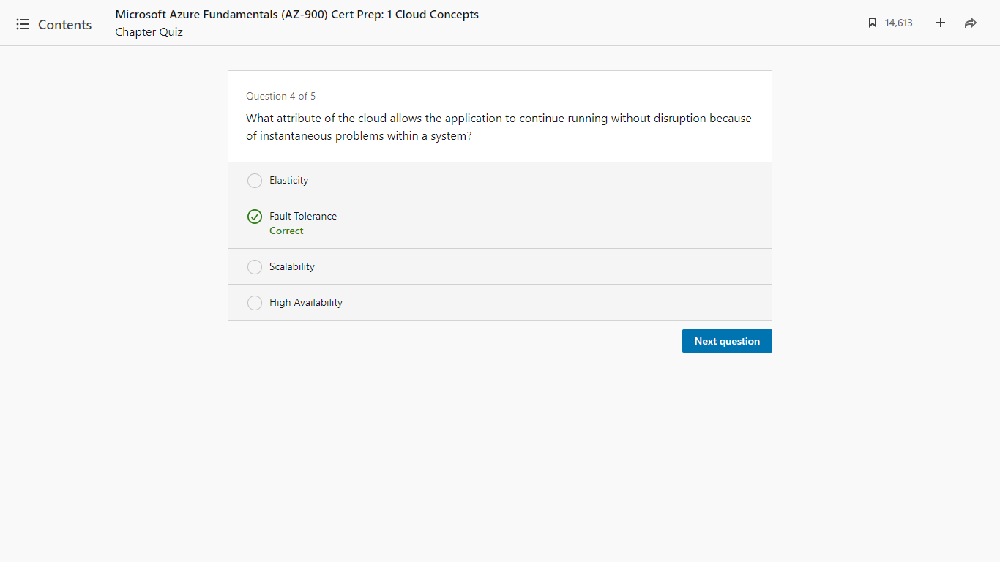 Contents
Microsoft Azure Fundamentals (AZ-900) Cert Prep: 1 Cloud Concepts
Chapter Quiz
14,613
Question 4 of 5
What attribute of the cloud allows the application to continue running without disruption because
of instantaneous problems within a system?
Elasticity
Fault Tolerance
Correct
Scalability
High Availability
Next question